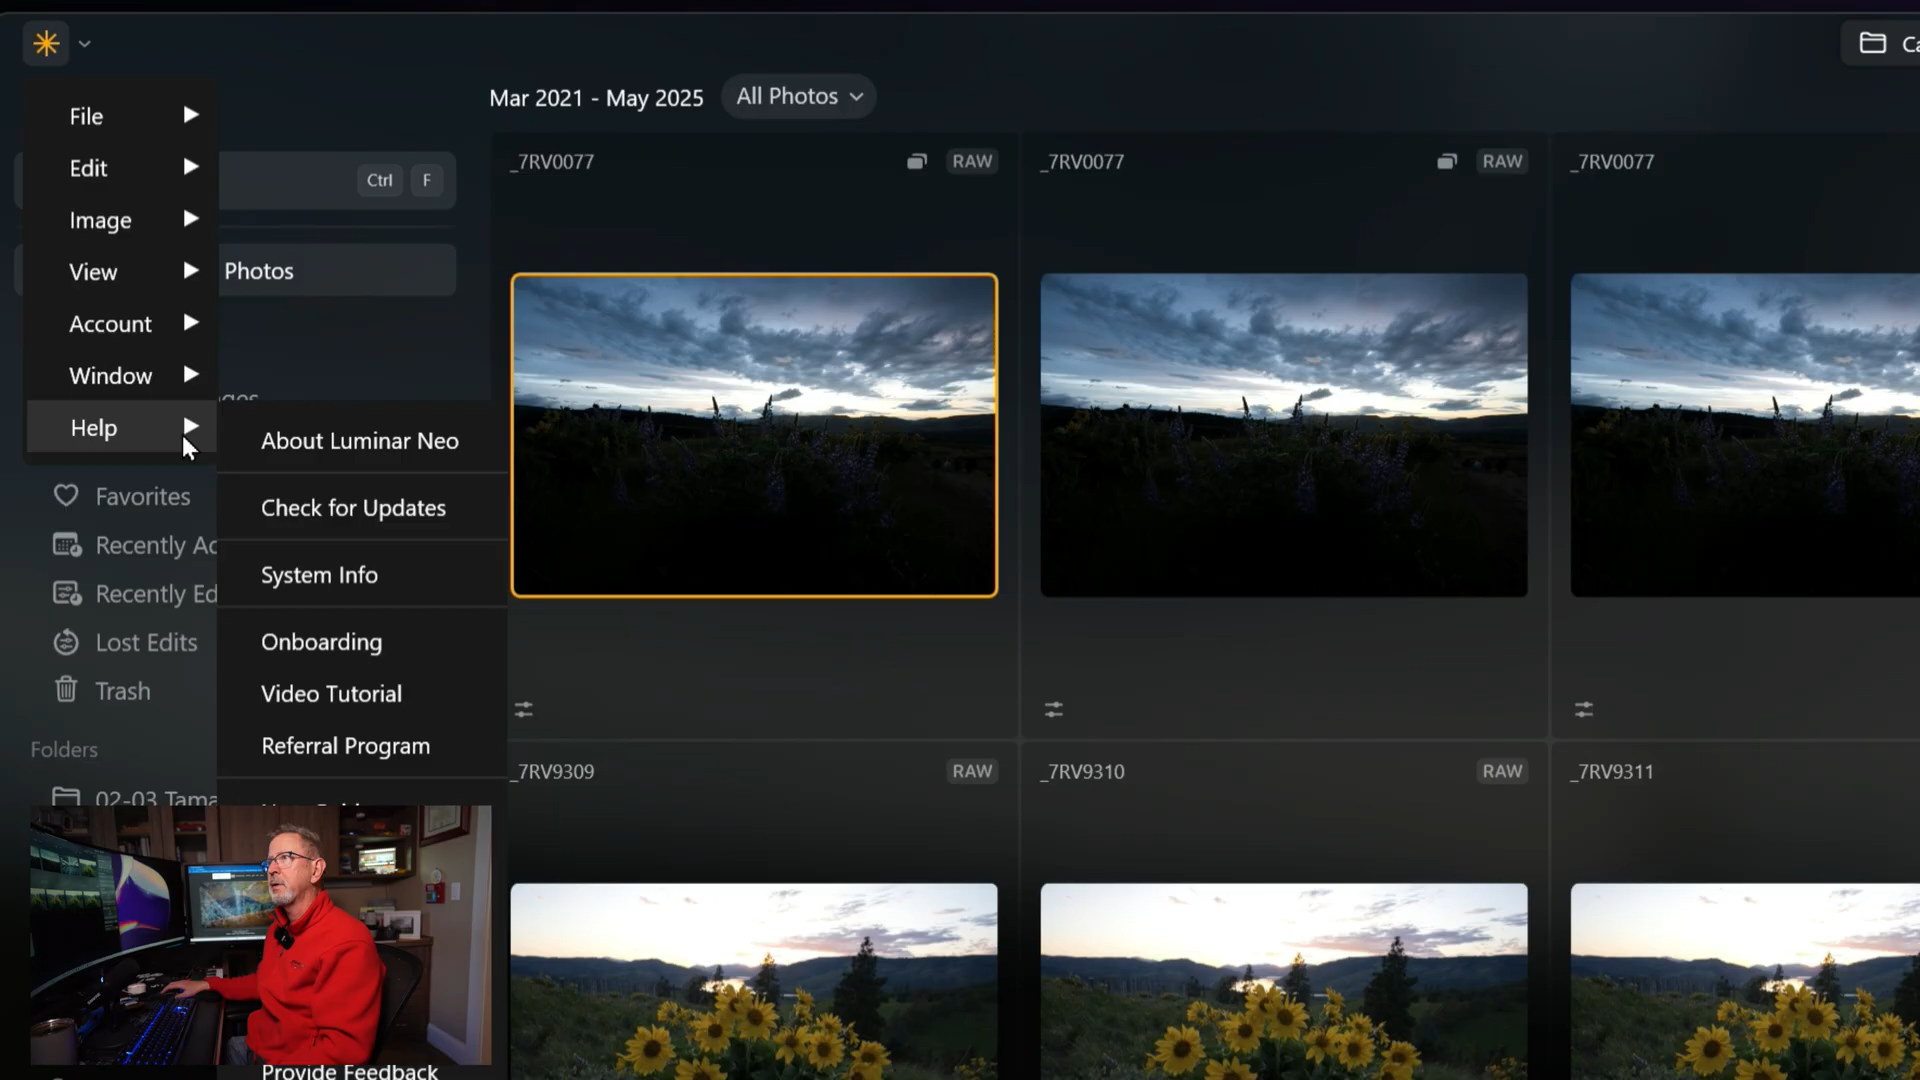 Ca
Mar 2021 - May 2025
All Photos
File
Edit
Image
View
Account
Window
Help
Ctrl
F
Photos
About Luminar Neo
Check for Updates
System Info
Onboarding
Video Tutorial
Referral Program
Provide Feedback
Favorites
Recently Ad
Recently Ed
Lost Edits
Trash
Folders
02-03 Tama
_7RV0077
RAW
_7RV0077
RAW
_7RV0077
_7RV9309
RAW
_7RV9310
RAW
_7RV9311